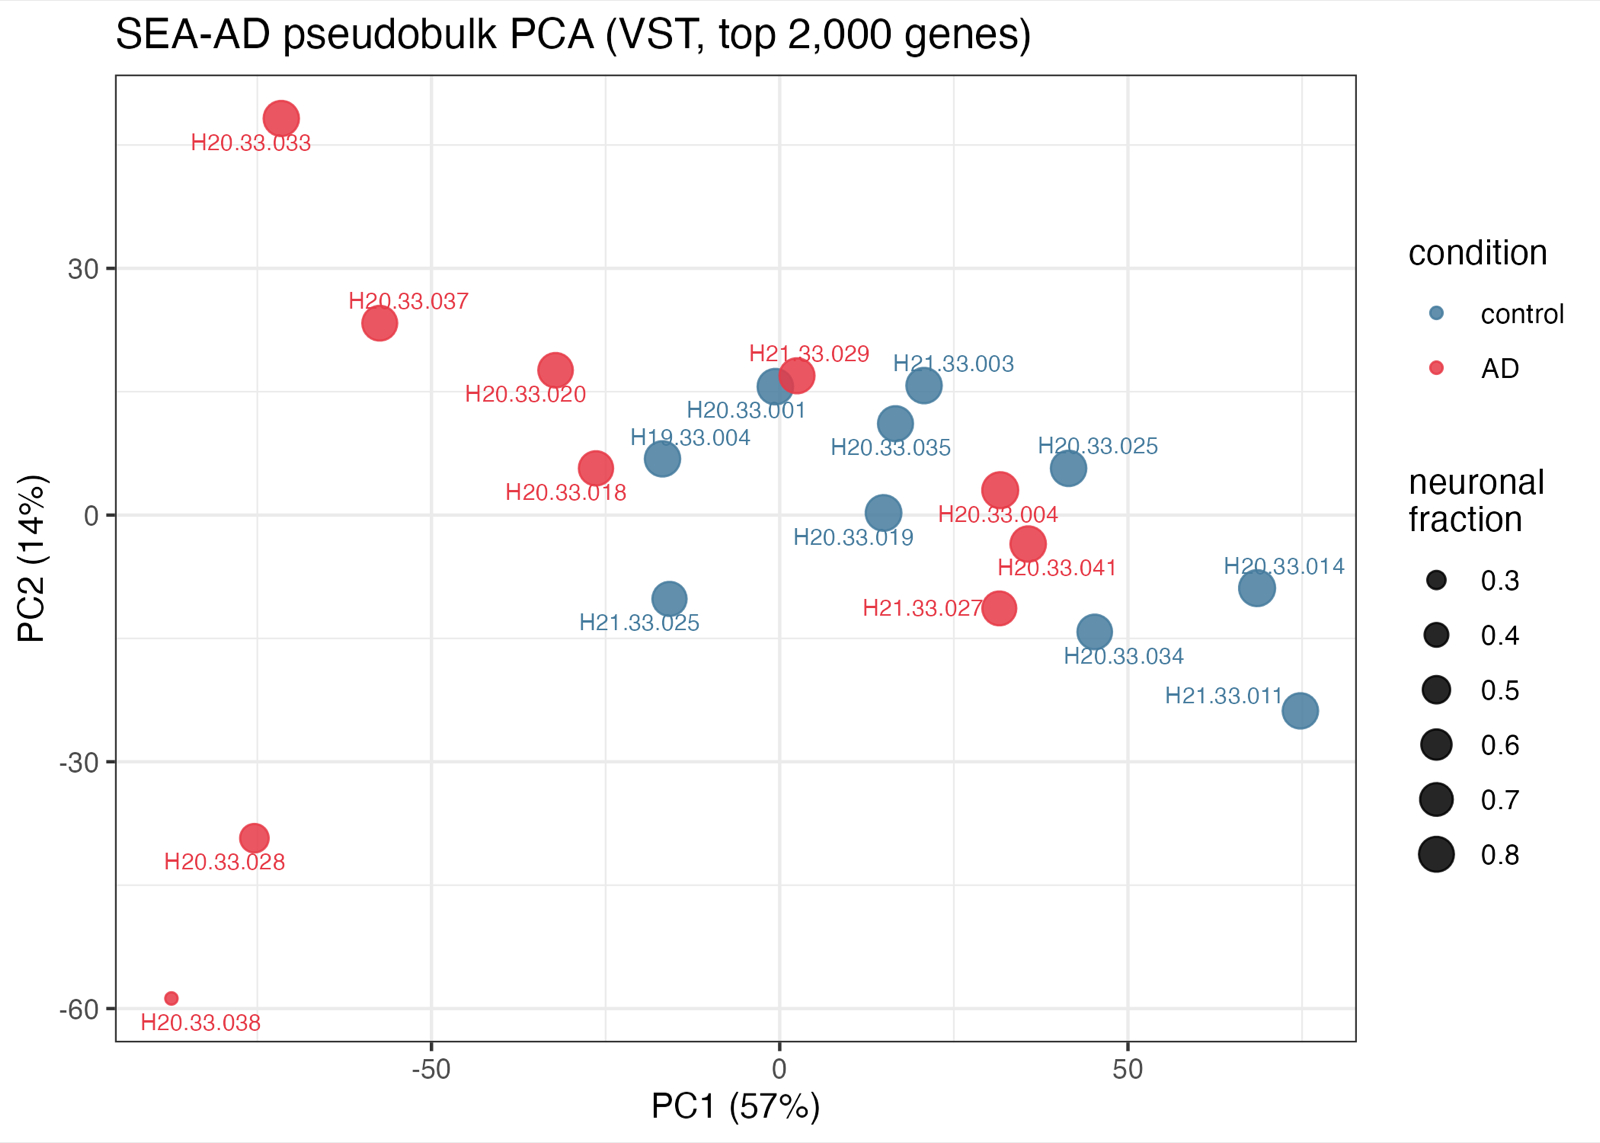 SEA-AD pseudobulk PCA (VST, top 2,000 genes)
H20.33.033
30
H20.33.037
H21.33.029
H21.33.003
H20.33.020
H20.33.001
H19.33.004
H20.33.035
H20.33.025
H20.33.018
0
H20.33.004
H20.33.019
H20.33.014
H20.33.041
H21.33.027
H21.33.025
H20.33.034
H21.33.011
-30
H20.33.028
-60
H20.33.038
-50
0
50
PC1 (57%)
PC2 (14%)
condition
control
AD
neuronal
fraction
0.3
0.4
0.5
0.6
0.7
0.8